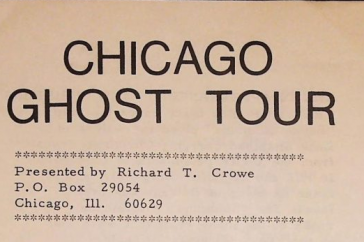 CHICAGO
GHOST TOUR
****************************************
Presented by Richard T. Crowe
P.O. Box 29054
Chicago, Ill. 60629
****************************************